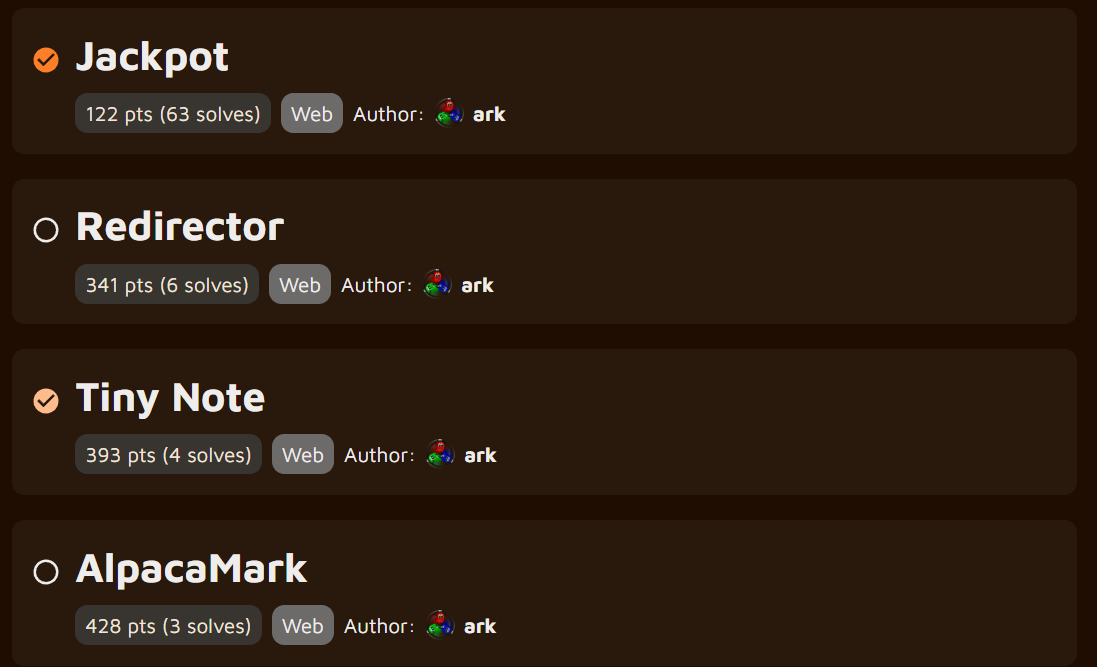 Jackpot
122 pts (63 solves) Web Author: ark
Redirector
341 pts (6 solves) Web Author: ark
Tiny Note
393 pts (4 solves) Web Author: ark
AlpacaMark
428 pts (3 solves) Web Author: ark